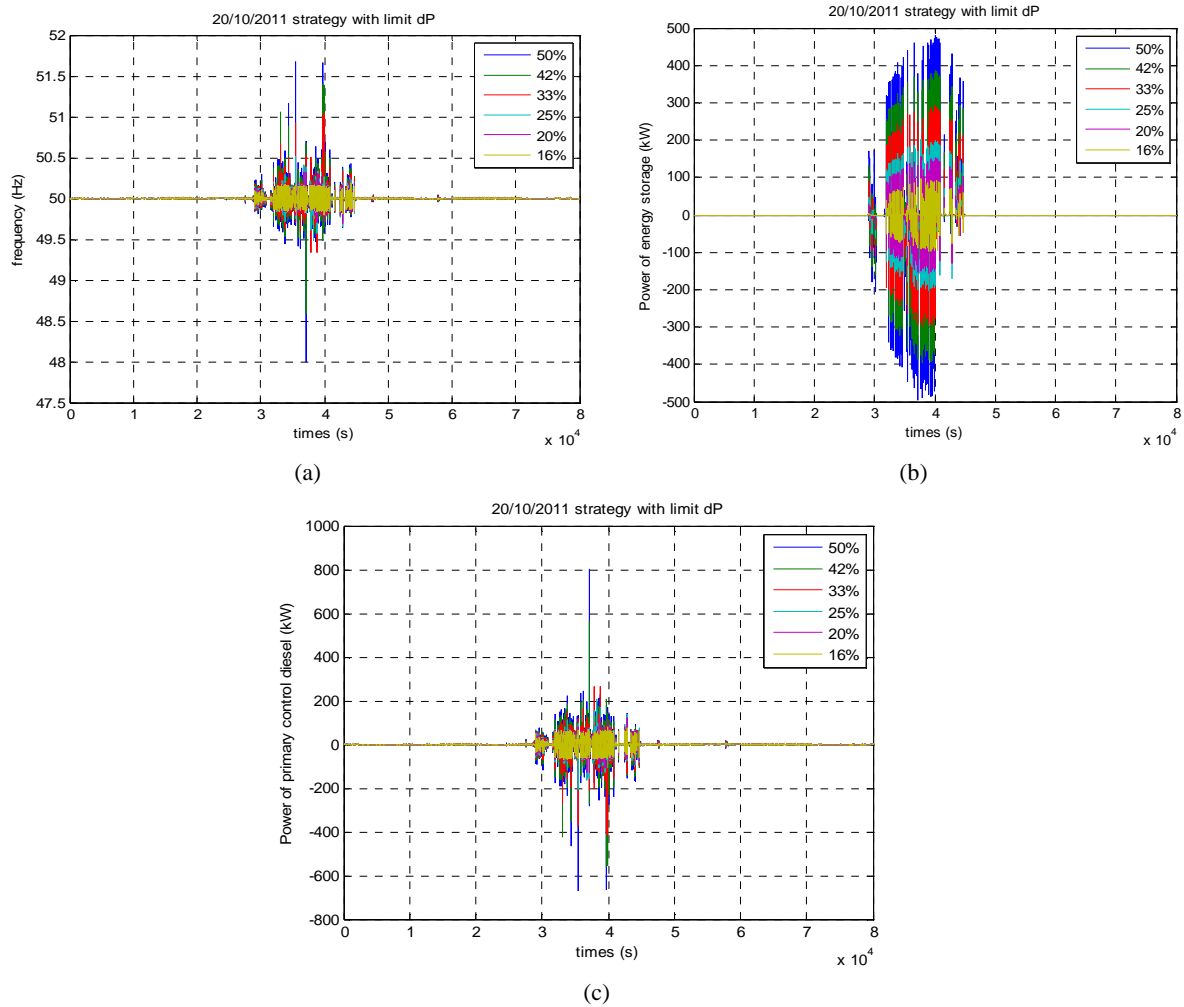 20/10/2011 strategy with limit dP
52
51.5
51
50.5
50
49.5
49
48.5
48
47.5
frequency (Hz)
50%
42%
33%
25%
20%
16%
0 1 2 3 4 5 6 7 8
times (s)
x 10^4
(a)
20/10/2011 strategy with limit dP
500
400
300
200
100
0
-100
-200
-300
-400
-500
Power of energy storage (kW)
50%
42%
33%
25%
20%
16%
0 1 2 3 4 5 6 7 8
times (s)
x 10^4
(b)
20/10/2011 strategy with limit dP
1000
800
600
400
200
0
-200
-400
-600
-800
Power of primary control diesel (kW)
50%
42%
33%
25%
20%
16%
0 1 2 3 4 5 6 7 8
times (s)
x 10^4
(c)